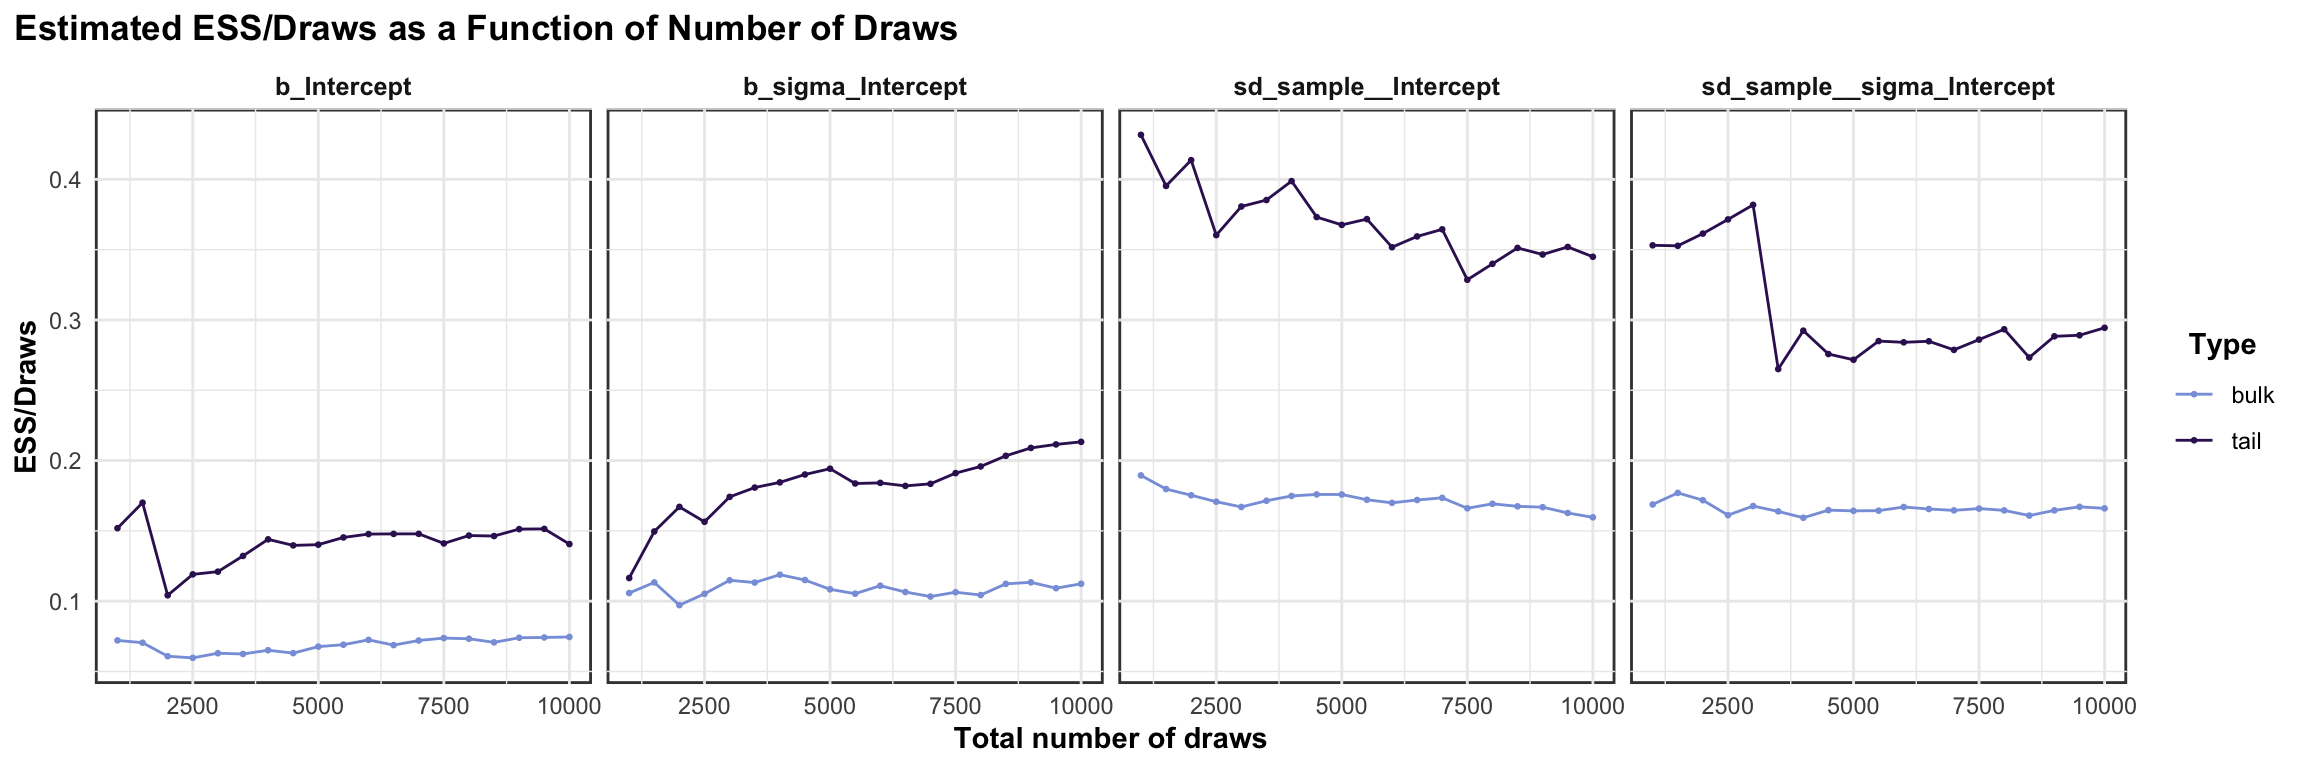 Estimated ESS/Draws as a Function of Number of Draws
b_Intercept b_sigma_Intercept sd_sample__Intercept sd_sample__sigma_Intercept
ESS/Draws
0.4
0.3
0.2
0.1
2500 5000 7500 10000 2500 5000 7500 10000 2500 5000 7500 10000 2500 5000 7500 10000
Total number of draws
Type
bulk
tail